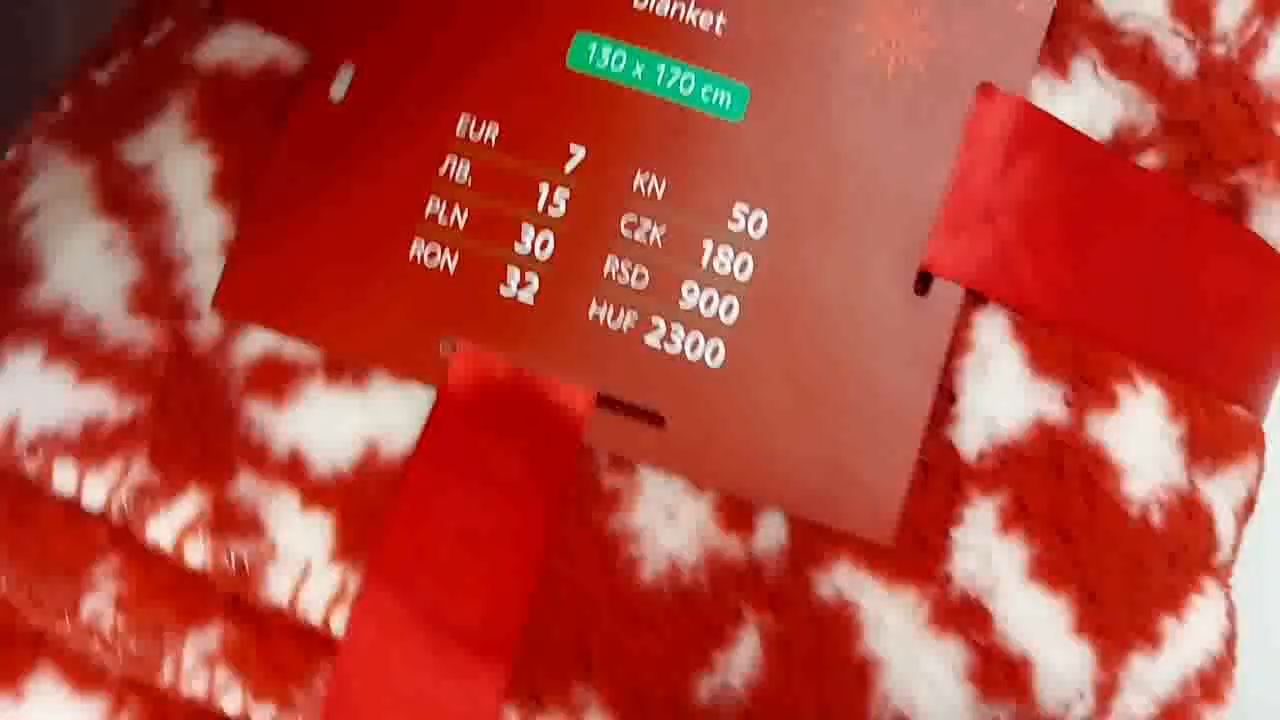 blanket
130 x 170 cm
EUR 7
ЛВ. 15
PLN 30
RON 32
KN 50
CZK 180
RSD 900
HUF 2300